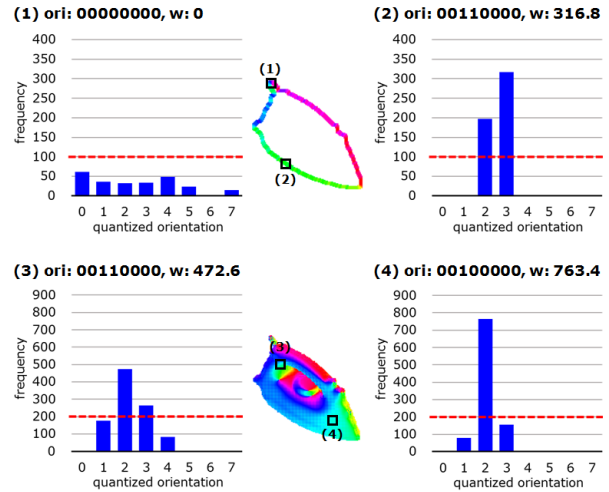 (1) ori: 00000000, w: 0
frequency
400
350
300
250
200
150
100
50
0
0 1 2 3 4 5 6 7
quantized orientation
(1)
(2)
(2) ori: 00110000, w: 316.8
frequency
400
350
300
250
200
150
100
50
0
0 1 2 3 4 5 6 7
quantized orientation
(3) ori: 00110000, w: 472.6
frequency
900
800
700
600
500
400
300
200
100
0
0 1 2 3 4 5 6 7
quantized orientation
(3)
(4)
(4) ori: 00100000, w: 763.4
frequency
900
800
700
600
500
400
300
200
100
0
0 1 2 3 4 5 6 7
quantized orientation